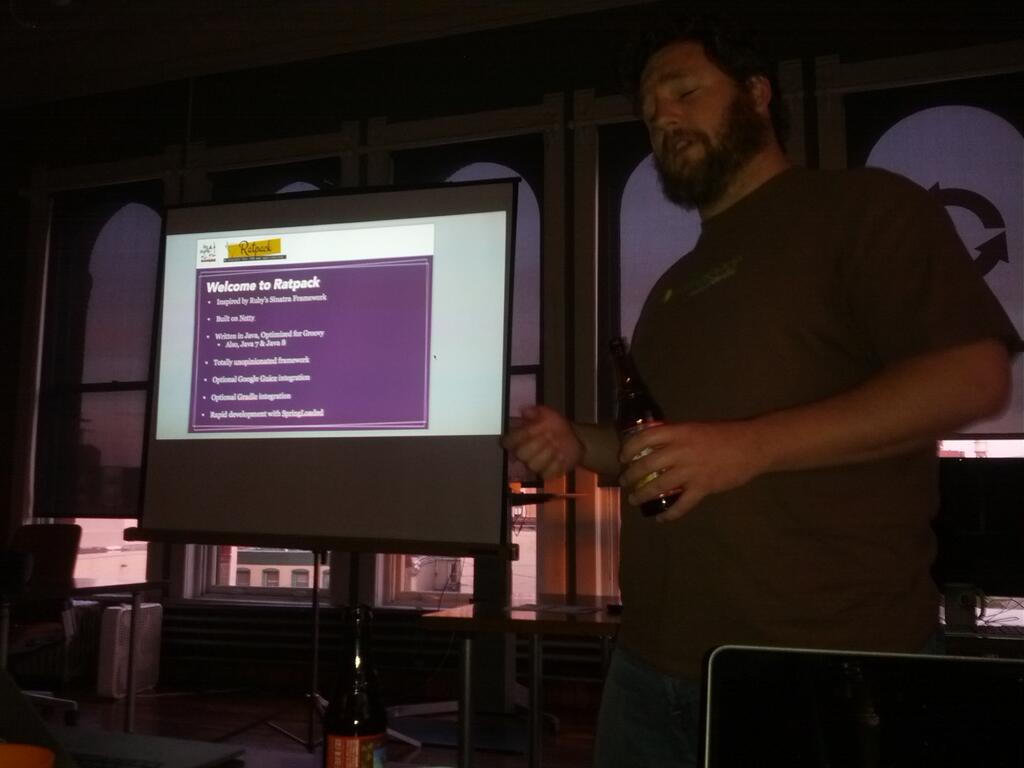 Ratpack
Welcome to Ratpack
• Inspired by Ruby's Sinatra Framework
• Built on Netty
• Written in Java, Optimized for Groovy
• Also, Java 7 & Java 8
• Totally unopinionated framework
• Optional Google Guice integration
• Optional Gradle integration
• Rapid development with SpringLoaded